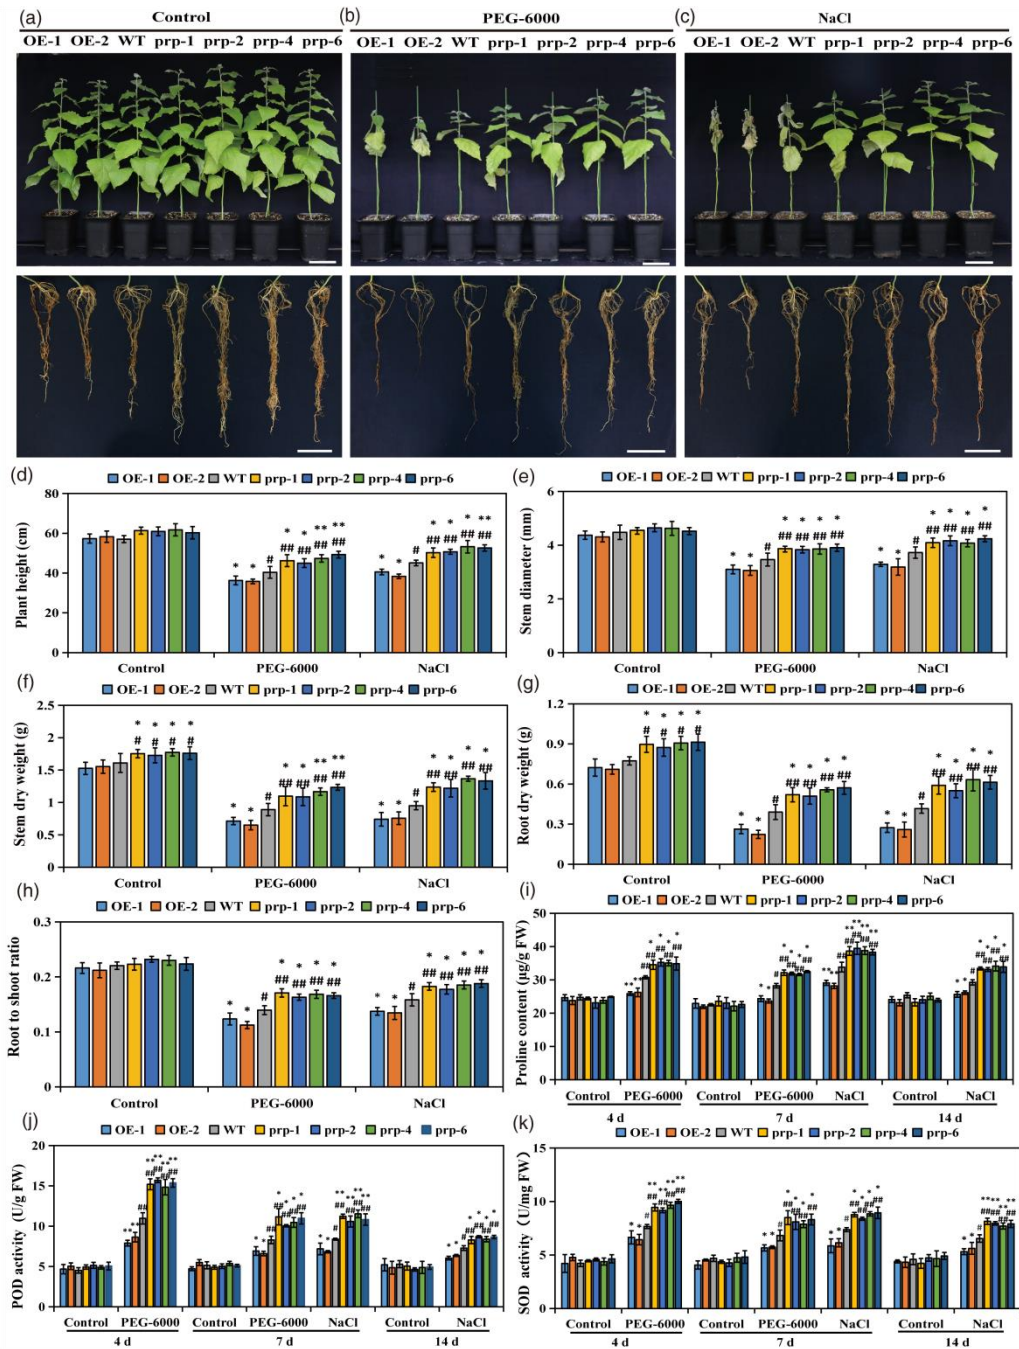 (a) Control
OE-1 OE-2 WT prp-1 prp-2 prp-4 prp-6
(b) PEG-6000
OE-1 OE-2 WT prp-1 prp-2 prp-4 prp-6
(c) NaCl
OE-1 OE-2 WT prp-1 prp-2 prp-4 prp-6
(d)
OE-1 OE-2 WT prp-1 prp-2 prp-4 prp-6
Plant height (cm)
80
60
40
20
0
* * # * ## * ## ** ## ** ##
* * # * ## * ## * ## ** ##
Control PEG-6000 NaCl
(e)
OE-1 OE-2 WT prp-1 prp-2 prp-4 prp-6
Stem diameter (mm)
6
4
2
0
* * # * ## * ## * ## * ##
* * # * ## * ## * ## * ##
Control PEG-6000 NaCl
(f)
OE-1 OE-2 WT prp-1 prp-2 prp-4 prp-6
Stem dry weight (g)
2.5
2
1.5
1
0.5
0
* # * # * # * #
* * # * ## * ## ** ## ** ##
* * # * ## * ## * ## * ##
Control PEG-6000 NaCl
(g)
OE-1 OE-2 WT prp-1 prp-2 prp-4 prp-6
Root dry weight (g)
1.2
0.9
0.6
0.3
0
* # * # * # * #
* * # * ## * ## * ## * ##
* * # * ## * ## * ## * ##
Control PEG-6000 NaCl
(h)
OE-1 OE-2 WT prp-1 prp-2 prp-4 prp-6
Root to shoot ratio
0.3
0.2
0.1
0
* * # * ## * ## * ## * ##
* * # * ## * ## * ## * ##
Control PEG-6000 NaCl
(i)
OE-1 OE-2 WT prp-1 prp-2 prp-4 prp-6
Proline content (μg/g FW)
50
40
30
20
10
0
Control PEG-6000 Control PEG-6000 NaCl Control NaCl
4 d 7 d 14 d
(j)
OE-1 OE-2 WT prp-1 prp-2 prp-4 prp-6
POD activity (U/g FW)
20
15
10
5
0
Control PEG-6000 Control PEG-6000 NaCl Control NaCl
4 d 7 d 14 d
(k)
OE-1 OE-2 WT prp-1 prp-2 prp-4 prp-6
SOD activity (U/mg FW)
15
10
5
0
Control PEG-6000 Control PEG-6000 NaCl Control NaCl
4 d 7 d 14 d